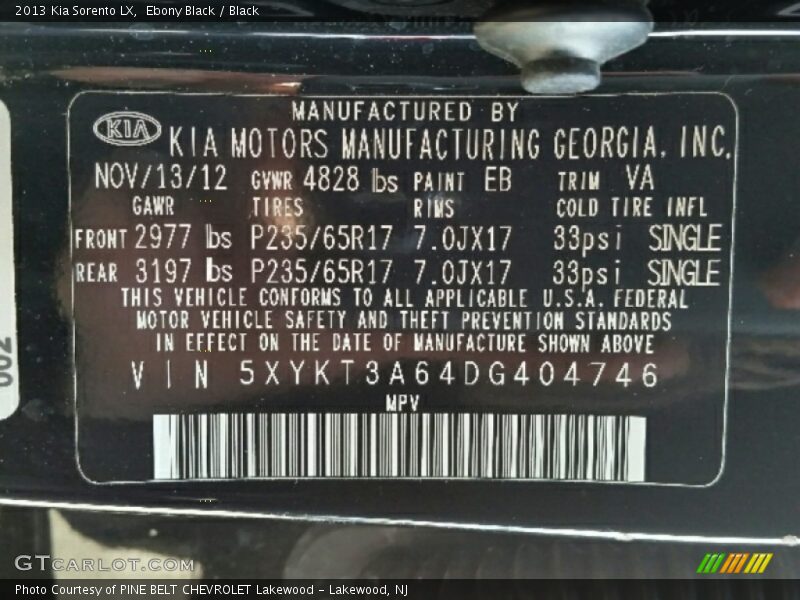 2013 Kia Sorento LX, Ebony Black / Black
MANUFACTURED BY
KIA KIA MOTORS MANUFACTURING GEORGIA, INC.
NOV/13/12 GVWR 4828 lbs PAINT EB TRIM VA
GAWR TIRES RIMS COLD TIRE INFL
FRONT 2977 lbs P235/65R17 7.0JX17 33psi SINGLE
REAR 3197 lbs P235/65R17 7.0JX17 33psi SINGLE
THIS VEHICLE CONFORMS TO ALL APPLICABLE U.S.A. FEDERAL
MOTOR VEHICLE SAFETY AND THEFT PREVENTION STANDARDS
IN EFFECT ON THE DATE OF MANUFACTURE SHOWN ABOVE
VIN 5XYKT3A64DG404746
MPV
002
GTCARLOT.COM
Photo Courtesy of PINE BELT CHEVROLET Lakewood - Lakewood, NJ